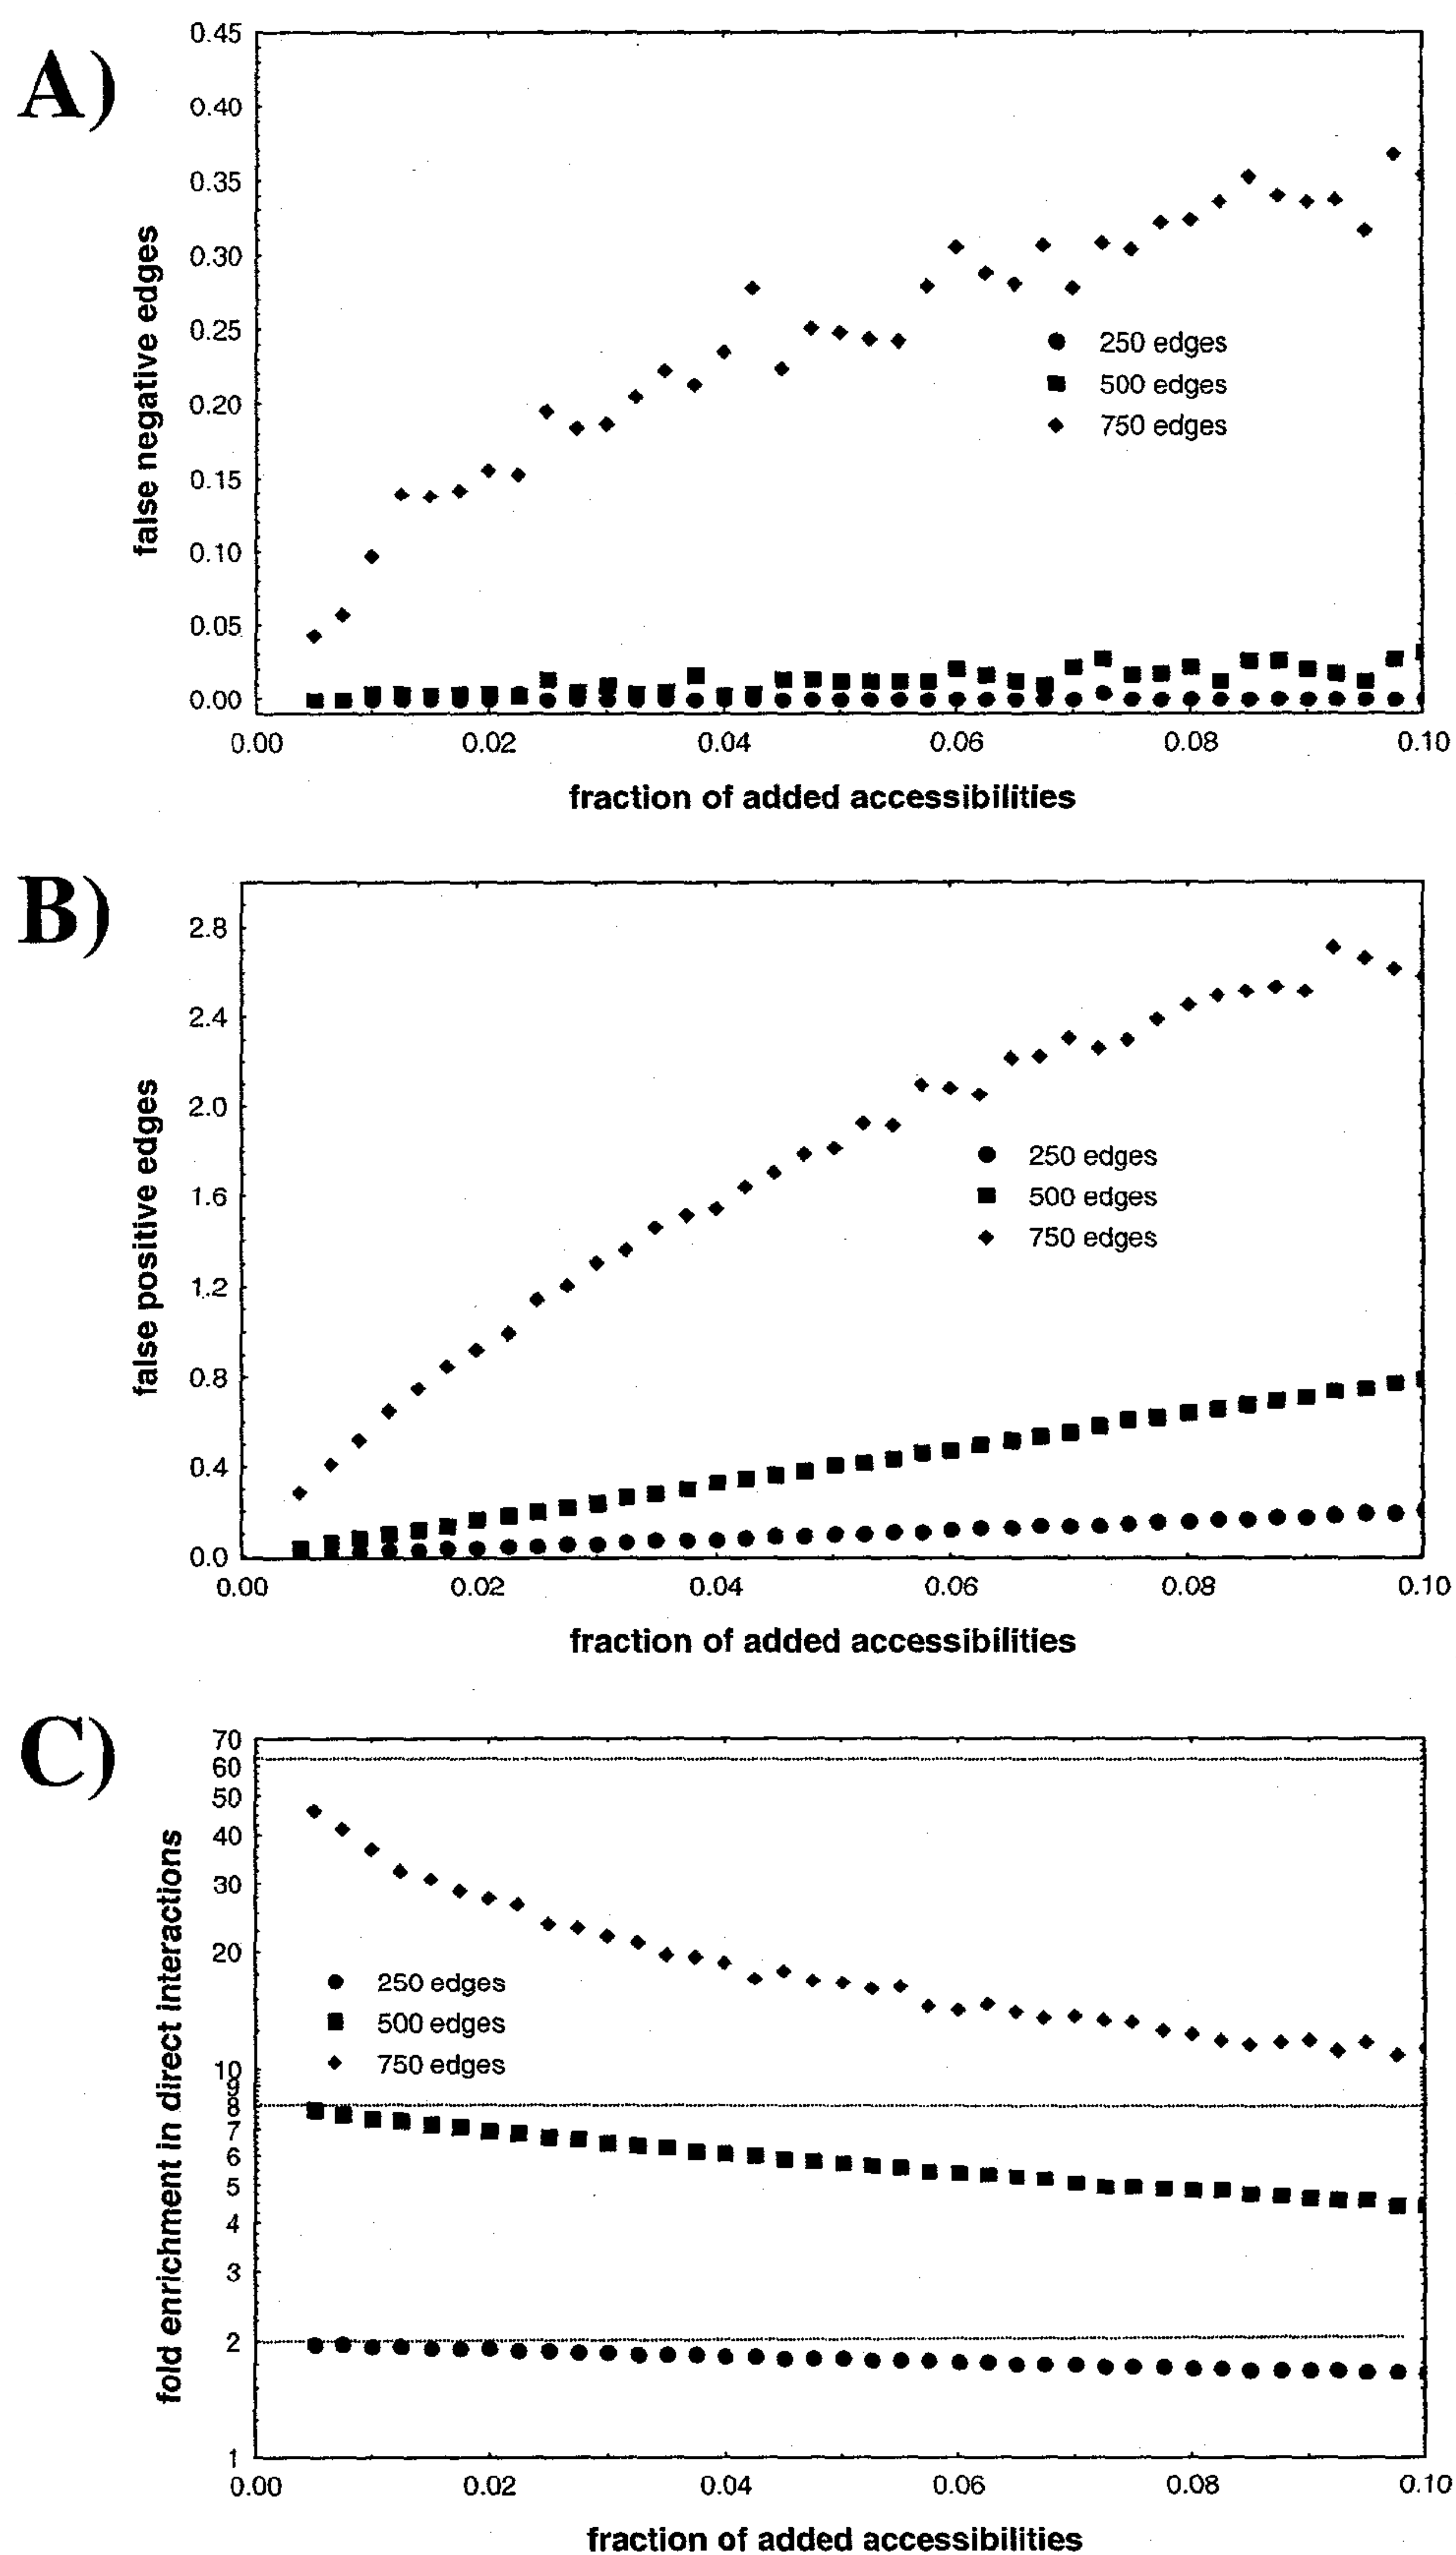 A)
0.45
0.40
0.35
0.30
0.25
0.20
0.15
0.10
0.05
0.00
false negative edges
250 edges
500 edges
750 edges
0.00 0.02 0.04 0.06 0.08 0.10
fraction of added accessibilities
B)
2.8
2.4
2.0
1.6
1.2
0.8
0.4
0.0
false positive edges
250 edges
500 edges
750 edges
0.00 0.02 0.04 0.06 0.08 0.10
fraction of added accessibilities
C)
70
60
50
40
30
20
10
9
8
7
6
5
4
3
2
1
fold enrichment in direct interactions
250 edges
500 edges
750 edges
0.00 0.02 0.04 0.06 0.08 0.10
fraction of added accessibilities